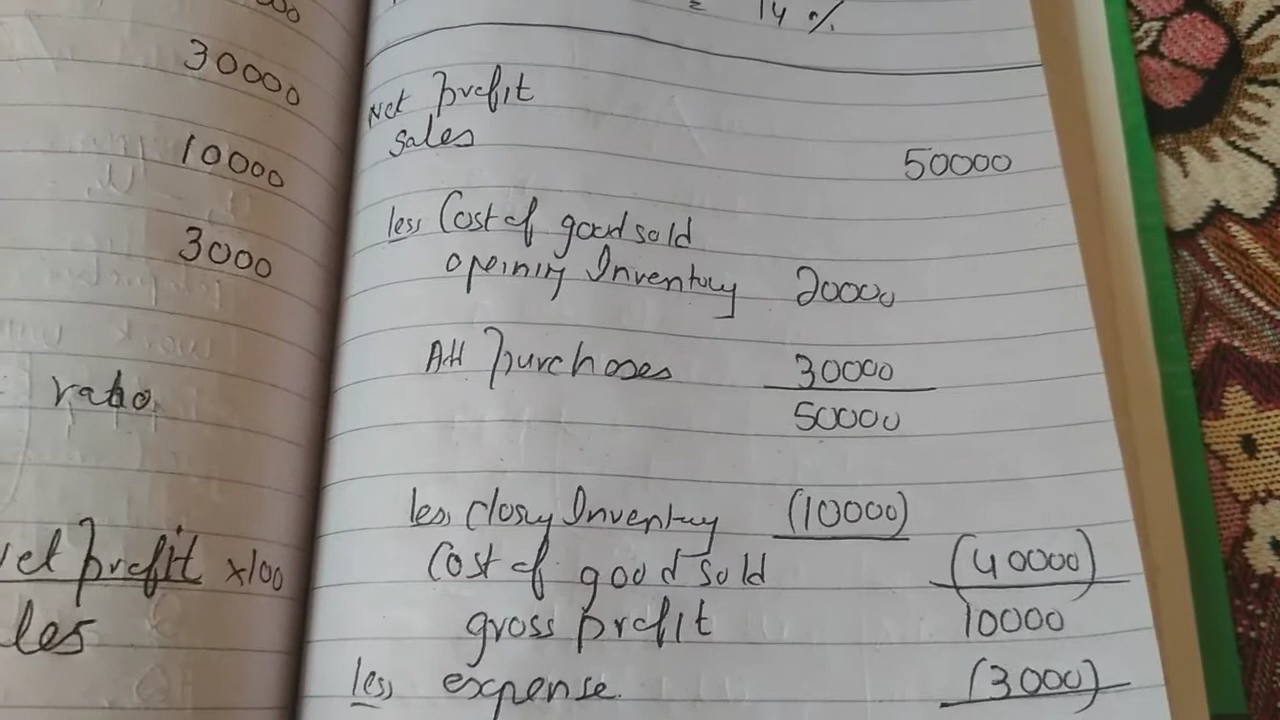 30000
10000
3000
ratio
Net profit ×100
les
= 14 %
Net profit
sales 50000
less Cost of good sold
opening Inventory 20000
Add purchases 30000
50000
less closing Inventory (10000)
Cost of good sold (40000)
gross profit 10000
less expense. (3000)